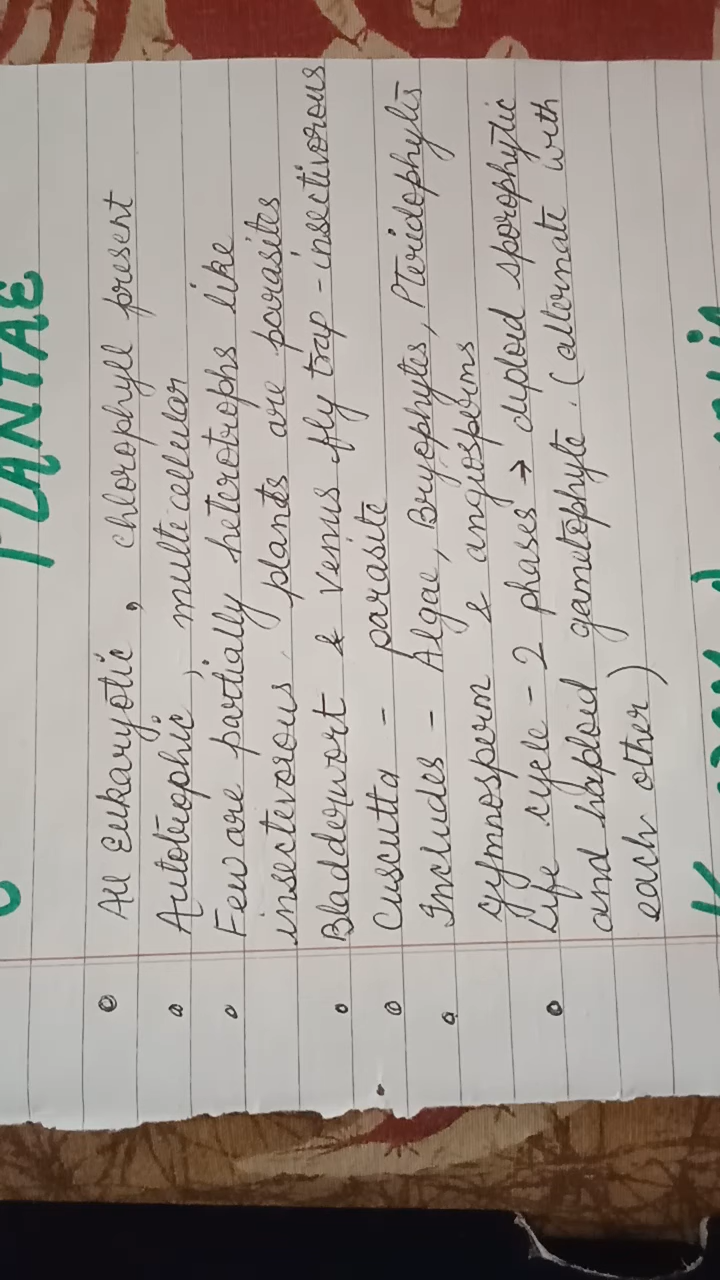 PLANTAE
All Eukaryotic, chlorophyll present
Autotrophic, multicellular
Few are partially heterotrophs like
insectivorous plants are parasites
Bladderwort & Venus fly trap - insectivorous
Cuscutta - parasite
Includes - Algae, Bryophytes, Pteridophyts
gymnosperm & angiosperms
Life cycle - 2 phases → diploid sporophytic
and haploid gametophyte. (alternate with
each other)